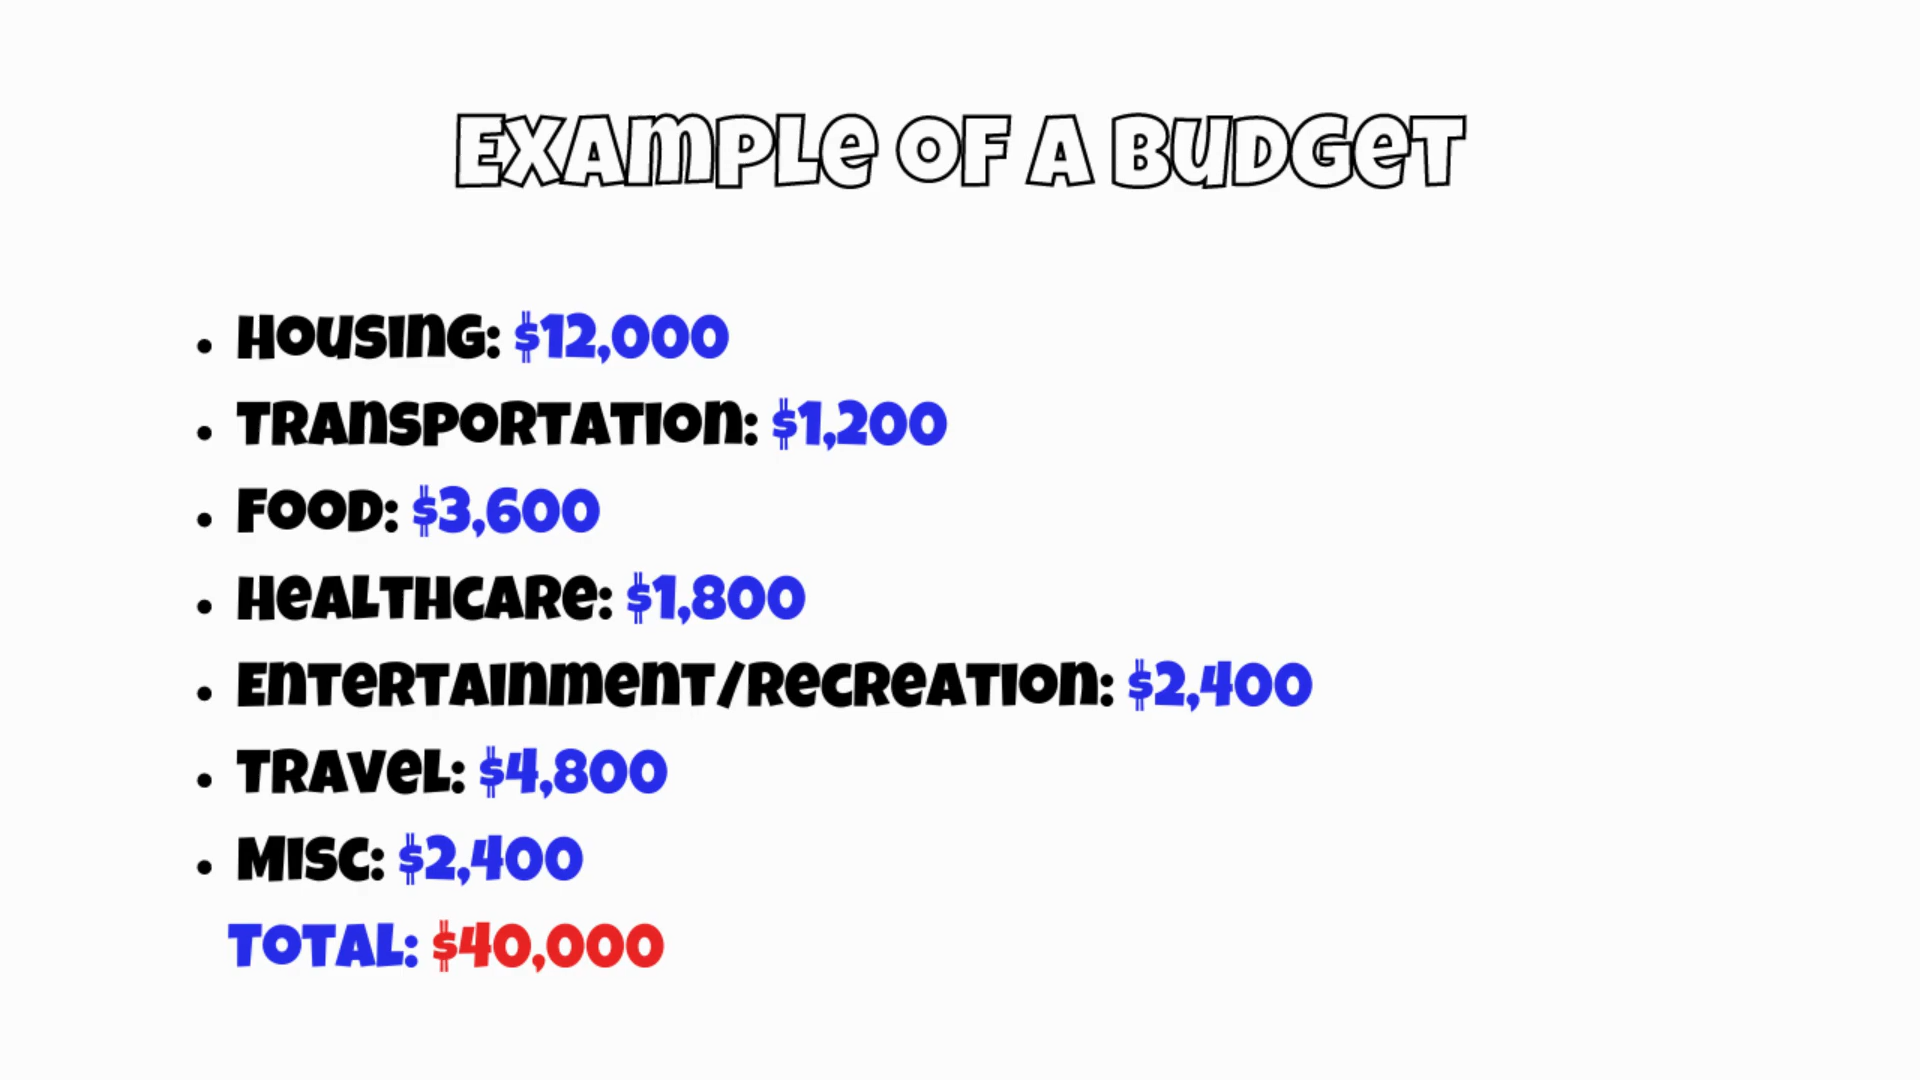 Example of a Budget
• Housing: $12,000
• Transportation: $1,200
• Food: $3,600
• Healthcare: $1,800
• Entertainment/Recreation: $2,400
• Travel: $4,800
• Misc: $2,400
Total: $40,000